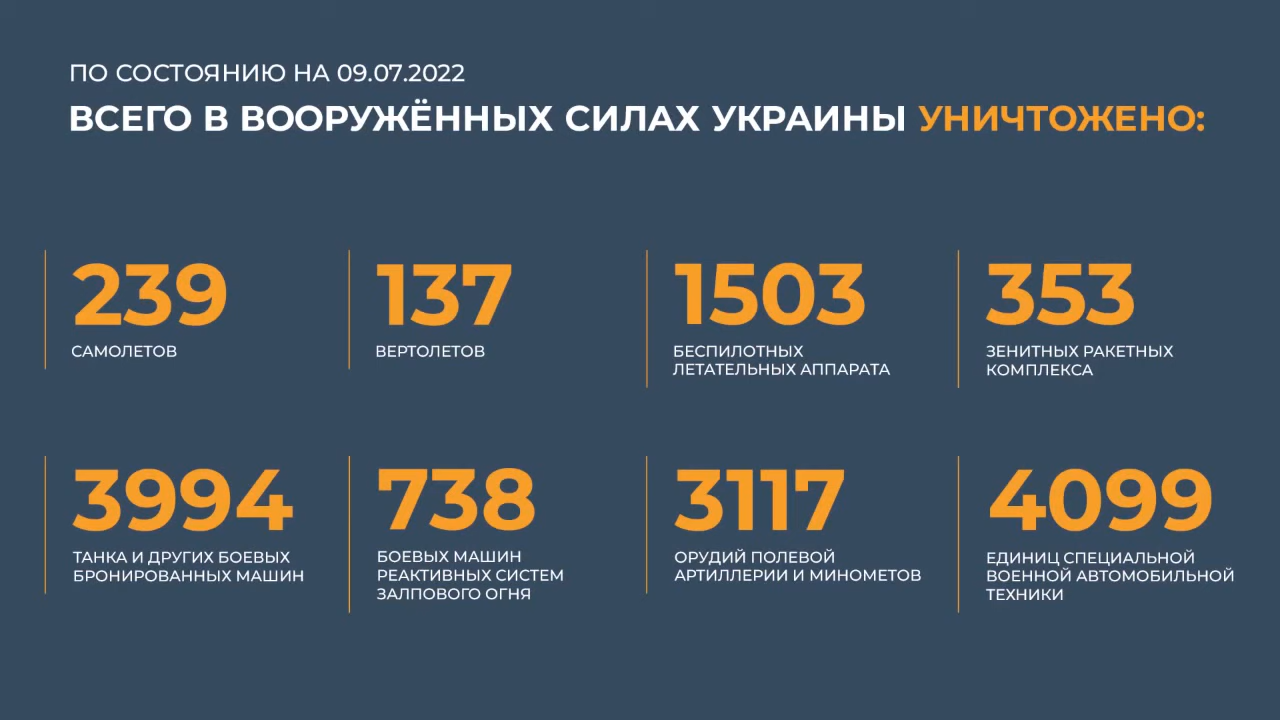 ПО СОСТОЯНИЮ НА 09.07.2022
ВСЕГО В ВООРУЖЁННЫХ СИЛАХ УКРАИНЫ УНИЧТОЖЕНО:
239
САМОЛЕТОВ
137
ВЕРТОЛЕТОВ
1503
БЕСПИЛОТНЫХ
ЛЕТАТЕЛЬНЫХ АППАРАТА
353
ЗЕНИТНЫХ РАКЕТНЫХ
КОМПЛЕКСА
3994
ТАНКА И ДРУГИХ БОЕВЫХ
БРОНИРОВАННЫХ МАШИН
738
БОЕВЫХ МАШИН
РЕАКТИВНЫХ СИСТЕМ
ЗАЛПОВОГО ОГНЯ
3117
ОРУДИЙ ПОЛЕВОЙ
АРТИЛЛЕРИИ И МИНОМЕТОВ
4099
ЕДИНИЦ СПЕЦИАЛЬНОЙ
ВОЕННОЙ АВТОМОБИЛЬНОЙ
ТЕХНИКИ